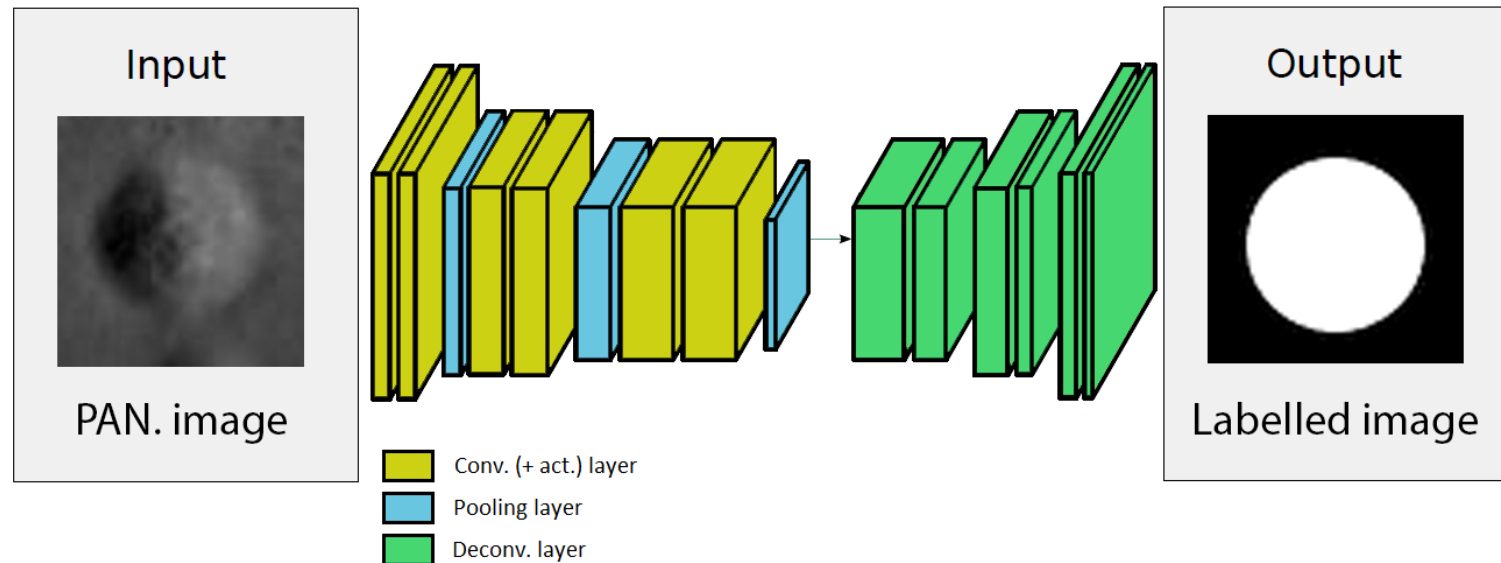 Input
PAN. image
Conv. (+ act.) layer
Pooling layer
Deconv. layer
Output
Labelled image